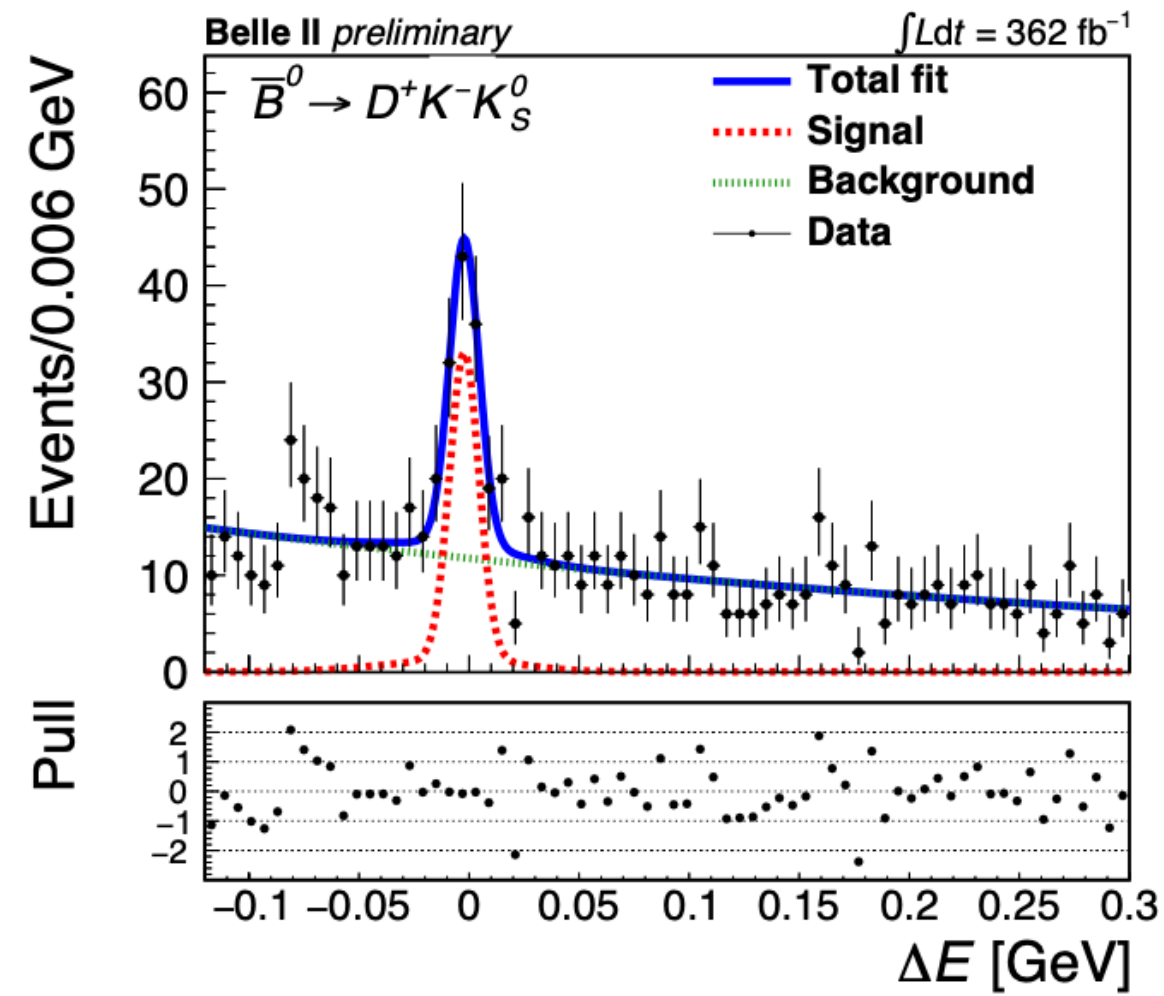 Belle II preliminary ∫Ldt = 362 fb⁻¹
B̅⁰ → D⁺K⁻K⁰_S
Total fit
Signal
Background
Data
Events/0.006 GeV
60
50
40
30
20
10
0
Pull
2
1
0
−1
−2
−0.1 −0.05 0 0.05 0.1 0.15 0.2 0.25 0.3
ΔE [GeV]